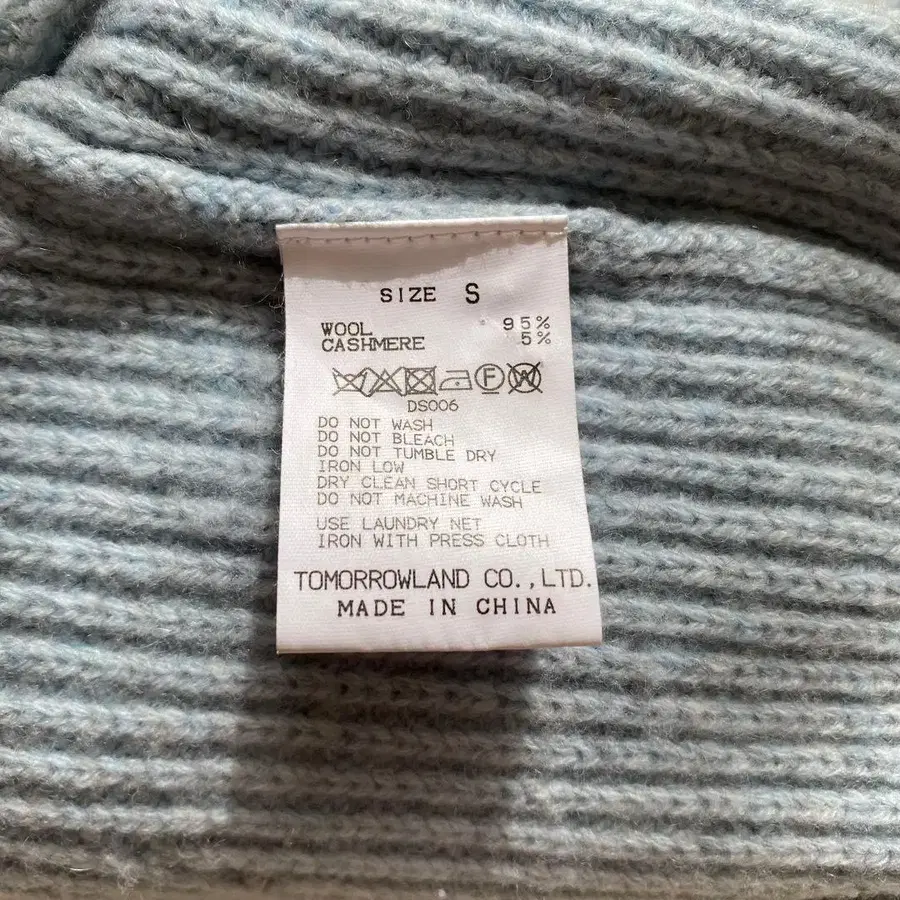 SIZE S
WOOL 95%
CASHMERE 5%
F W
DS006
DO NOT WASH
DO NOT BLEACH
DO NOT TUMBLE DRY
IRON LOW
DRY CLEAN SHORT CYCLE
DO NOT MACHINE WASH
USE LAUNDRY NET
IRON WITH PRESS CLOTH
TOMORROWLAND CO., LTD.
MADE IN CHINA